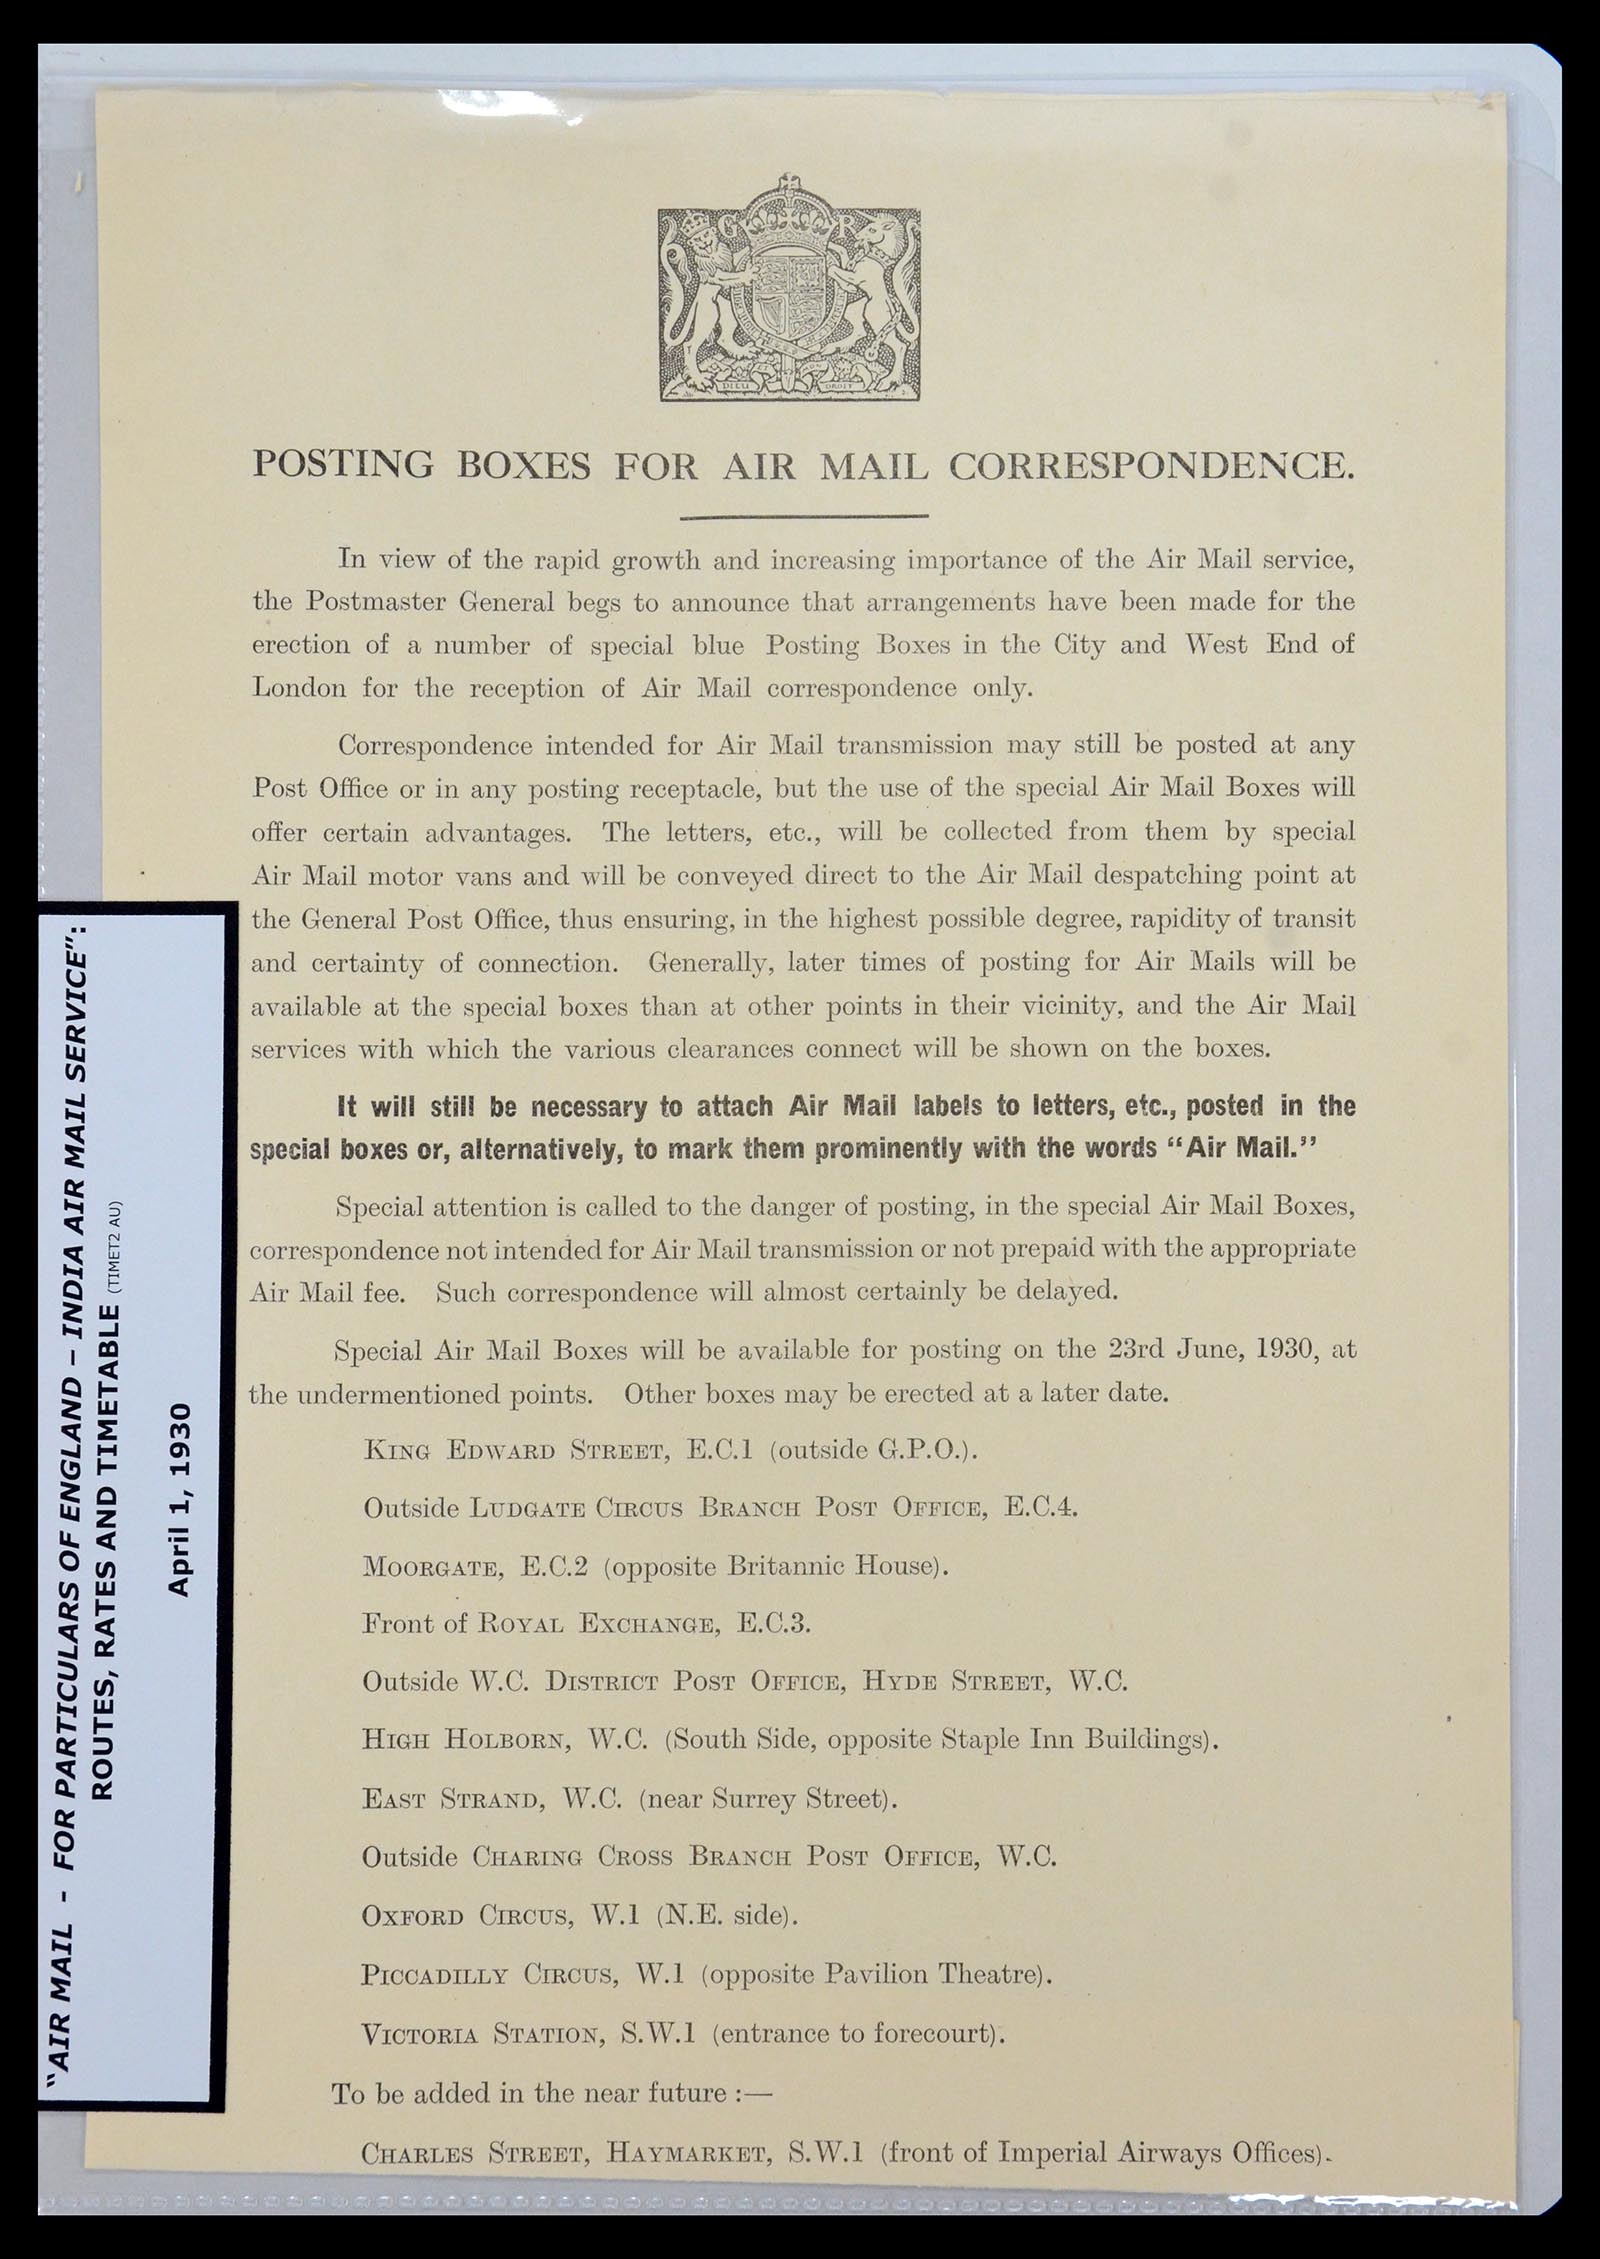 G R
DIEU DROIT
POSTING BOXES FOR AIR MAIL CORRESPONDENCE.
In view of the rapid growth and increasing importance of the Air Mail service,
the Postmaster General begs to announce that arrangements have been made for the
erection of a number of special blue Posting Boxes in the City and West End of
London for the reception of Air Mail correspondence only.
Correspondence intended for Air Mail transmission may still be posted at any
Post Office or in any posting receptacle, but the use of the special Air Mail Boxes will
offer certain advantages. The letters, etc., will be collected from them by special
Air Mail motor vans and will be conveyed direct to the Air Mail despatching point at
the General Post Office, thus ensuring, in the highest possible degree, rapidity of transit
and certainty of connection. Generally, later times of posting for Air Mails will be
available at the special boxes than at other points in their vicinity, and the Air Mail
services with which the various clearances connect will be shown on the boxes.
It will still be necessary to attach Air Mail labels to letters, etc., posted in the
special boxes or, alternatively, to mark them prominently with the words “Air Mail.”
Special attention is called to the danger of posting, in the special Air Mail Boxes,
correspondence not intended for Air Mail transmission or not prepaid with the appropriate
Air Mail fee. Such correspondence will almost certainly be delayed.
Special Air Mail Boxes will be available for posting on the 23rd June, 1930, at
the undermentioned points. Other boxes may be erected at a later date.
KING EDWARD STREET, E.C.1 (outside G.P.O.).
Outside LUDGATE CIRCUS BRANCH POST OFFICE, E.C.4.
MOORGATE, E.C.2 (opposite Britannic House).
Front of ROYAL EXCHANGE, E.C.3.
Outside W.C. DISTRICT POST OFFICE, HYDE STREET, W.C.
HIGH HOLBORN, W.C. (South Side, opposite Staple Inn Buildings).
EAST STRAND, W.C. (near Surrey Street).
Outside CHARING CROSS BRANCH POST OFFICE, W.C.
OXFORD CIRCUS, W.1 (N.E. side).
PICCADILLY CIRCUS, W.1 (opposite Pavilion Theatre).
VICTORIA STATION, S.W.1 (entrance to forecourt).
To be added in the near future :—
CHARLES STREET, HAYMARKET, S.W.1 (front of Imperial Airways Offices).
“AIR MAIL - FOR PARTICULARS OF ENGLAND – INDIA AIR MAIL SERVICE”:
ROUTES, RATES AND TIMETABLE (TIMET2 AU)
April 1, 1930